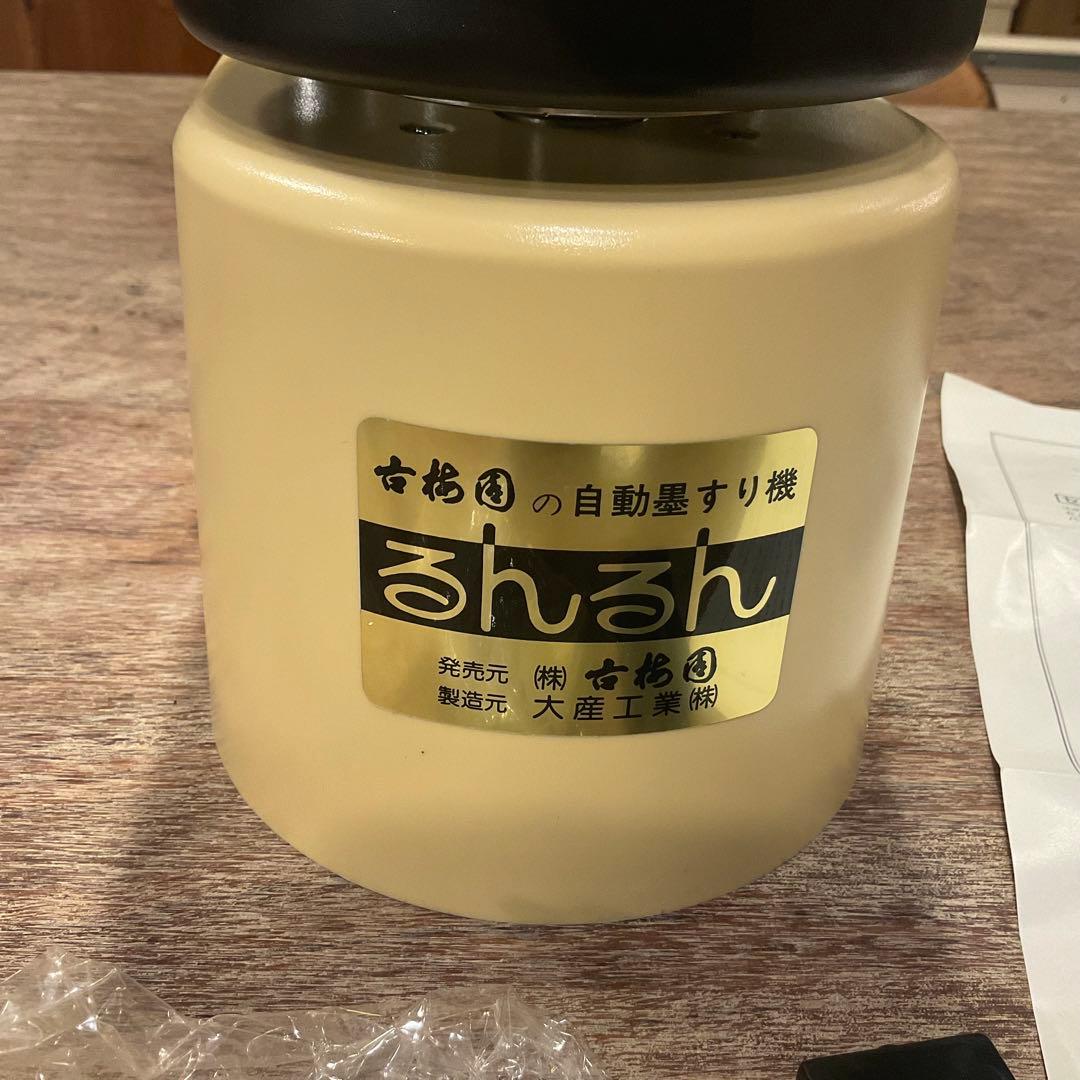 古梅園の自動墨すり機
るんるん
発売元 ㈱ 古梅園
製造元 大産工業㈱